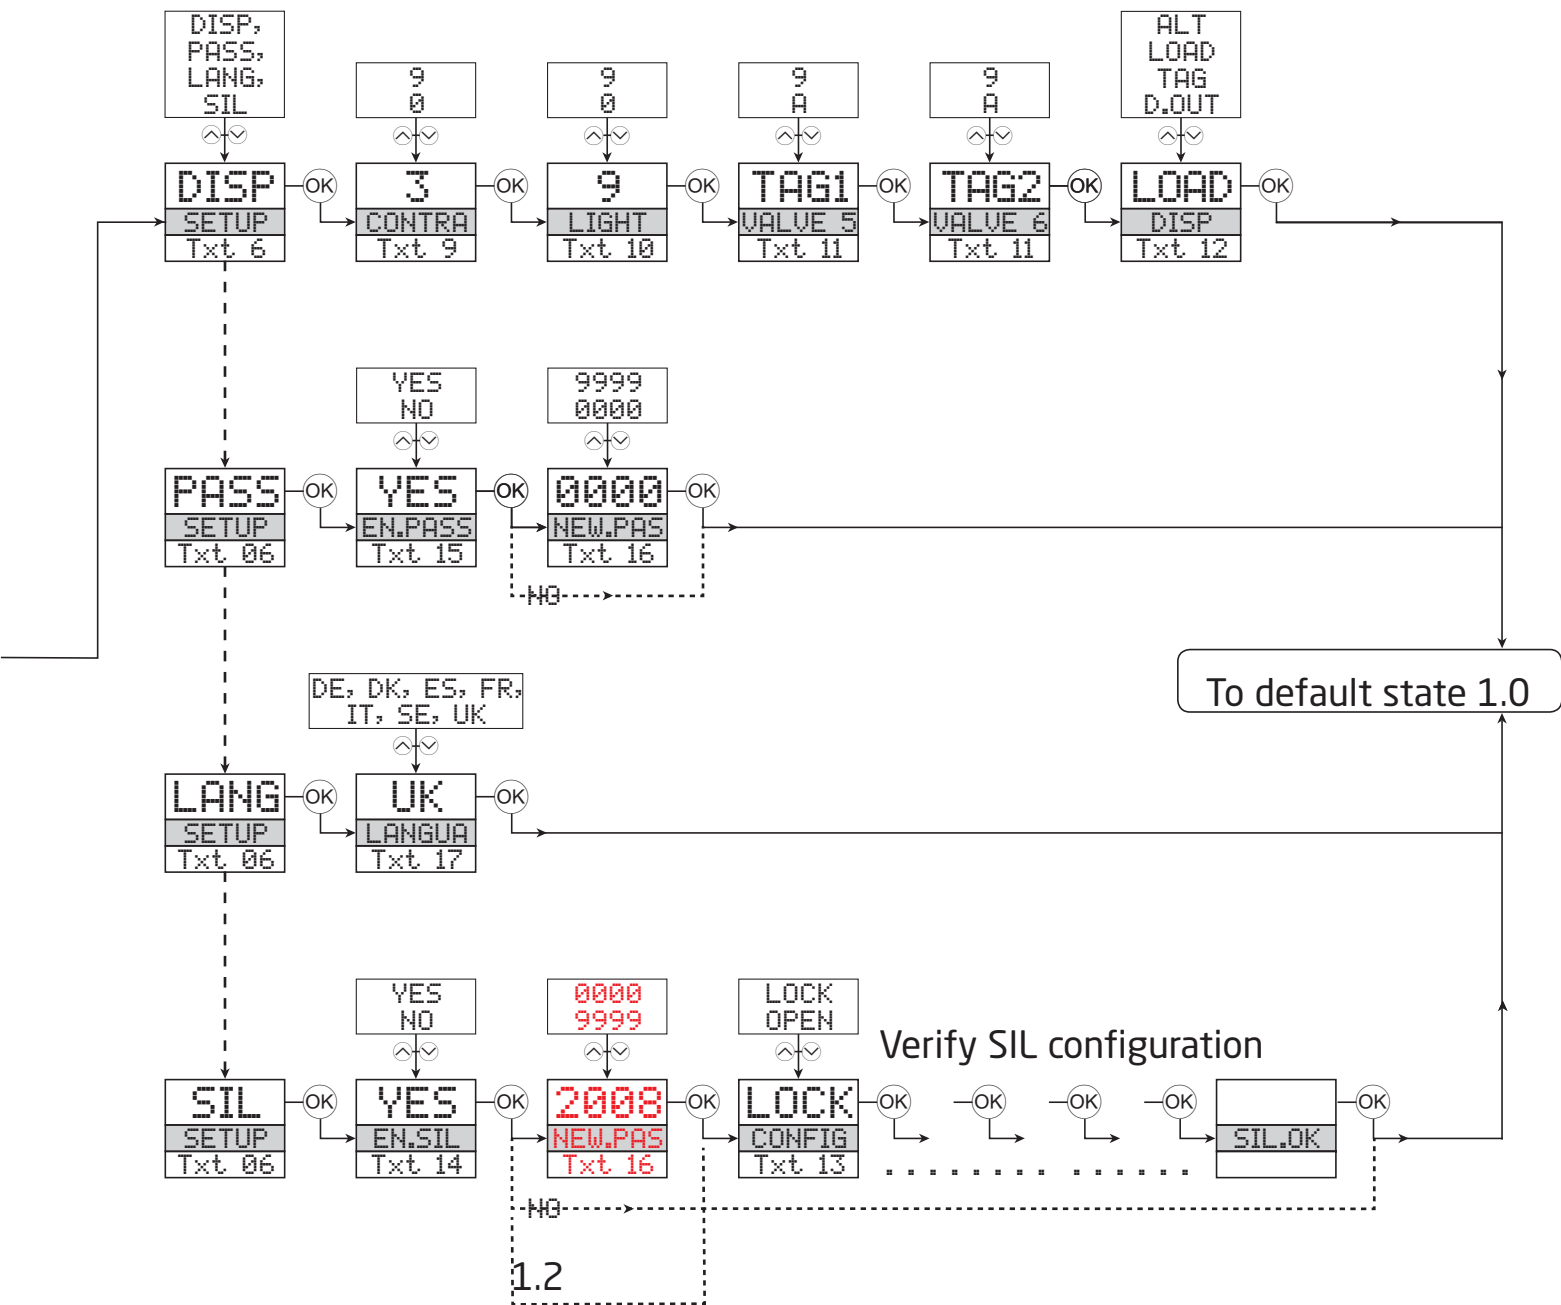 DISP,
PASS,
LANG,
SIL
9
0
9
0
9
A
9
A
ALT
LOAD
TAG
D.OUT
DISP
SETUP
Txt 6
OK
3
CONTRA
Txt 9
OK
9
LIGHT
Txt 10
OK
TAG1
VALVE 5
Txt 11
OK
TAG2
VALVE 6
Txt 11
OK
LOAD
DISP
Txt 12
OK
YES
NO
9999
0000
PASS
SETUP
Txt 06
OK
YES
EN.PASS
Txt 15
OK
0000
NEW.PAS
Txt 16
OK
NO
To default state 1.0
DE, DK, ES, FR,
IT, SE, UK
LANG
SETUP
Txt 06
OK
UK
LANGUA
Txt 17
OK
YES
NO
0000
9999
LOCK
OPEN
Verify SIL configuration
SIL
SETUP
Txt 06
OK
YES
EN.SIL
Txt 14
OK
2008
NEW.PAS
Txt 16
OK
LOCK
CONFIG
Txt 13
OK
OK
OK
OK
SIL.OK
OK
NO
1.2